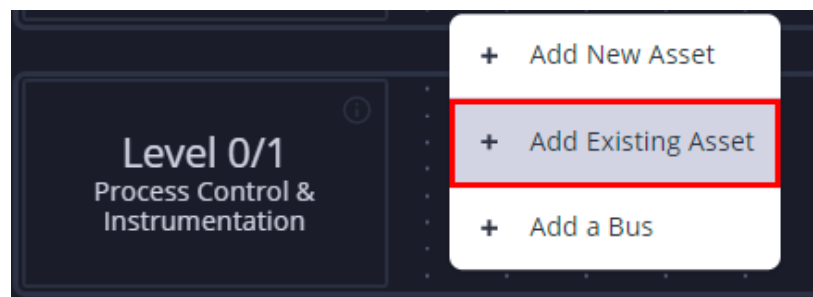 Level 0/1
Process Control &
Instrumentation
+ Add New Asset
+ Add Existing Asset
+ Add a Bus